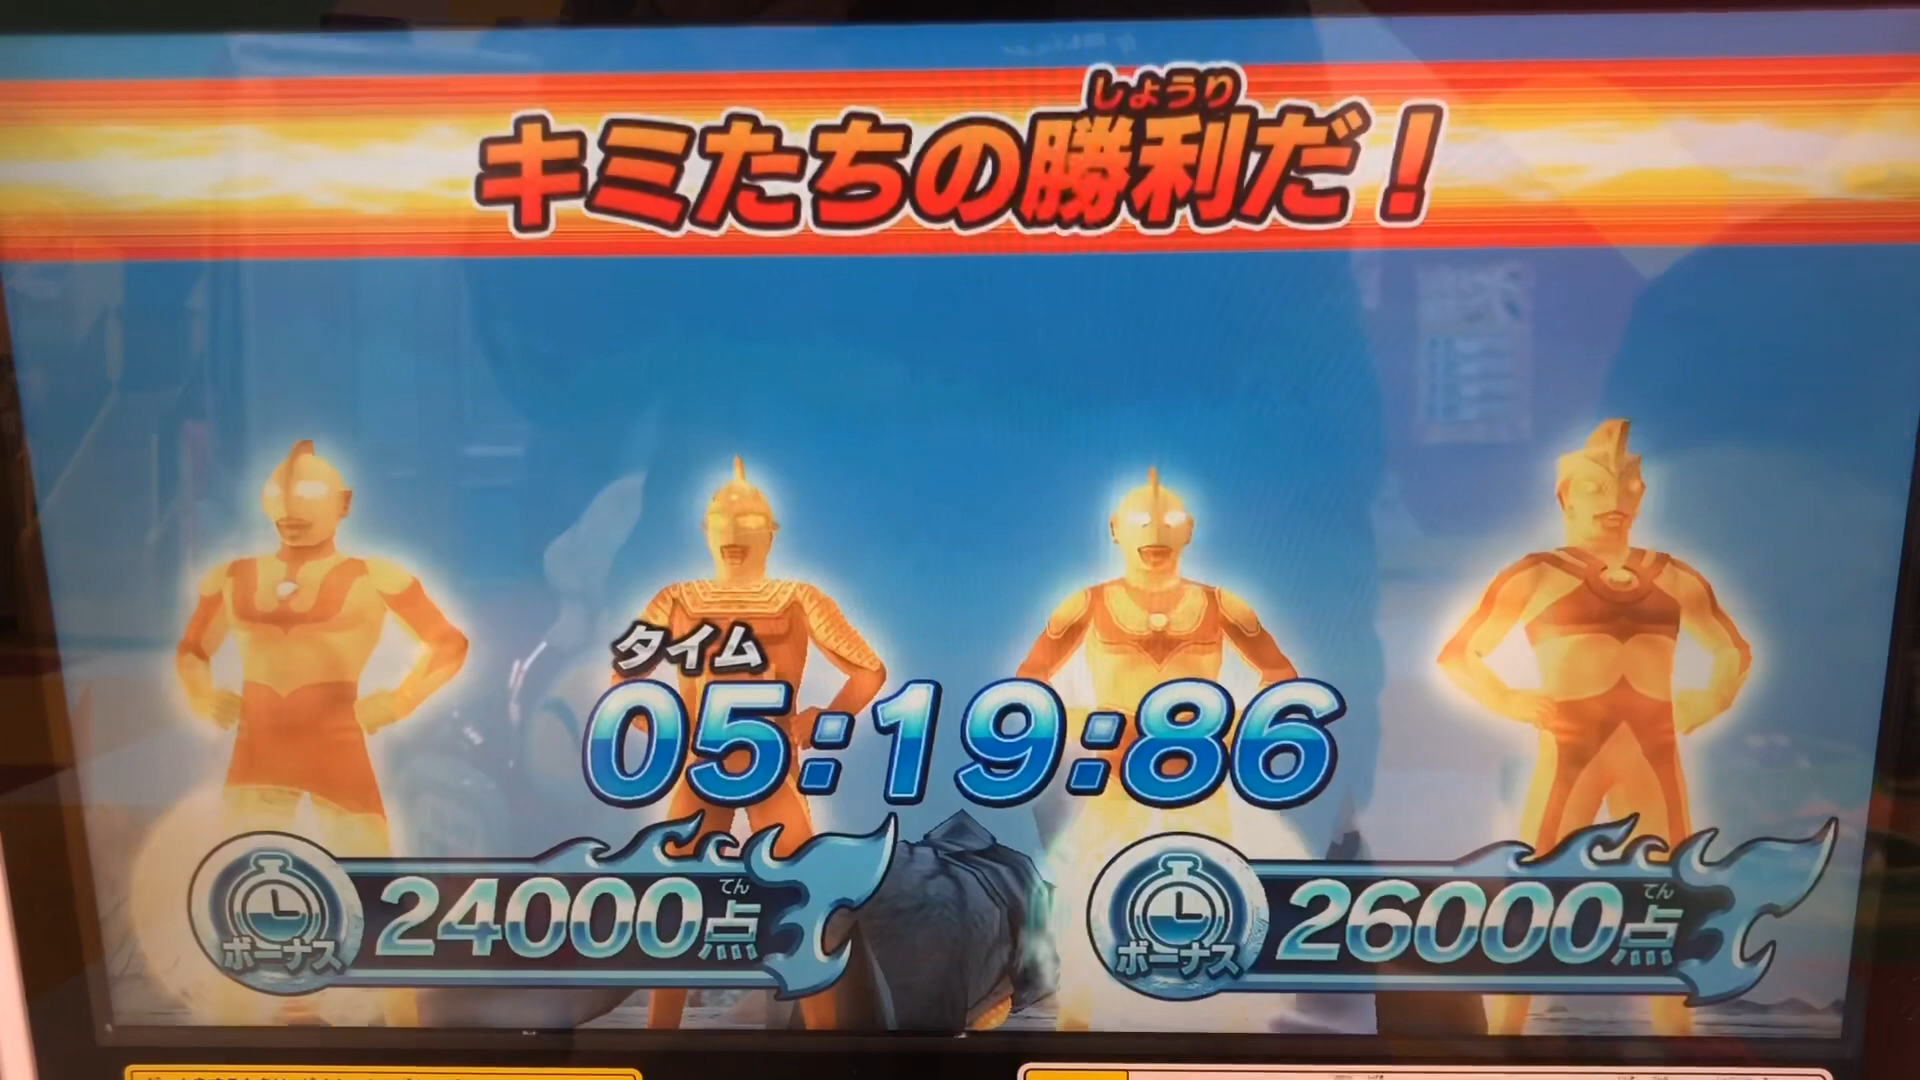 しょうり
キミたちの勝利だ!
タイム
05:19:86
ボーナス
24000点
てん
ボーナス
26000点
てん